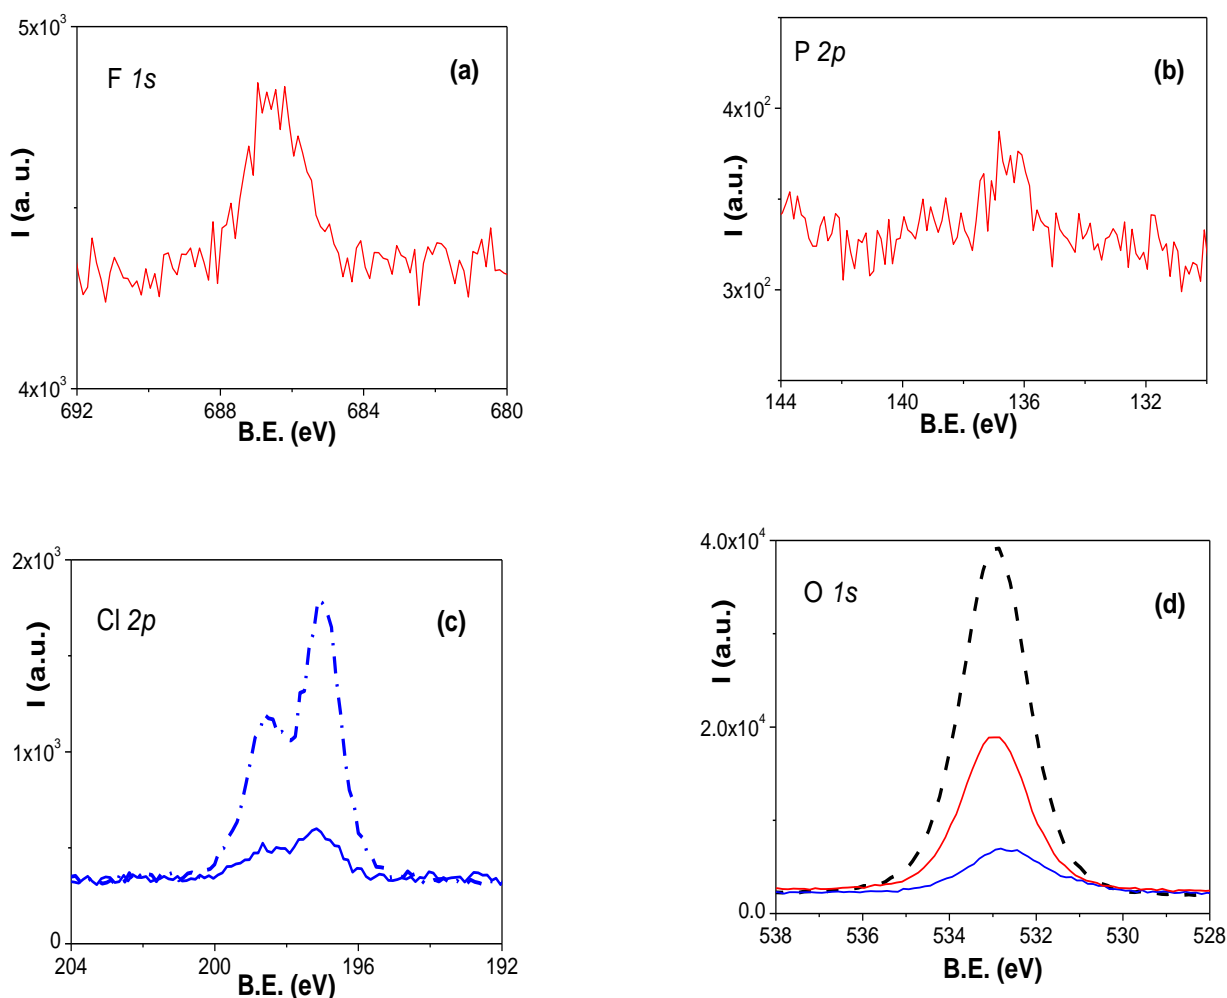 5x10³
F 1s
(a)
I (a. u.)
4x10³
692
688
684
680
B.E. (eV)
P 2p
(b)
4x10²
I (a.u.)
3x10²
144
140
136
132
B.E. (eV)
2x10³
Cl 2p
(c)
I (a.u.)
1x10³
0
204
200
196
192
B.E. (eV)
4.0x10⁴
O 1s
(d)
I (a.u.)
2.0x10⁴
0.0
538
536
534
532
530
528
B.E. (eV)